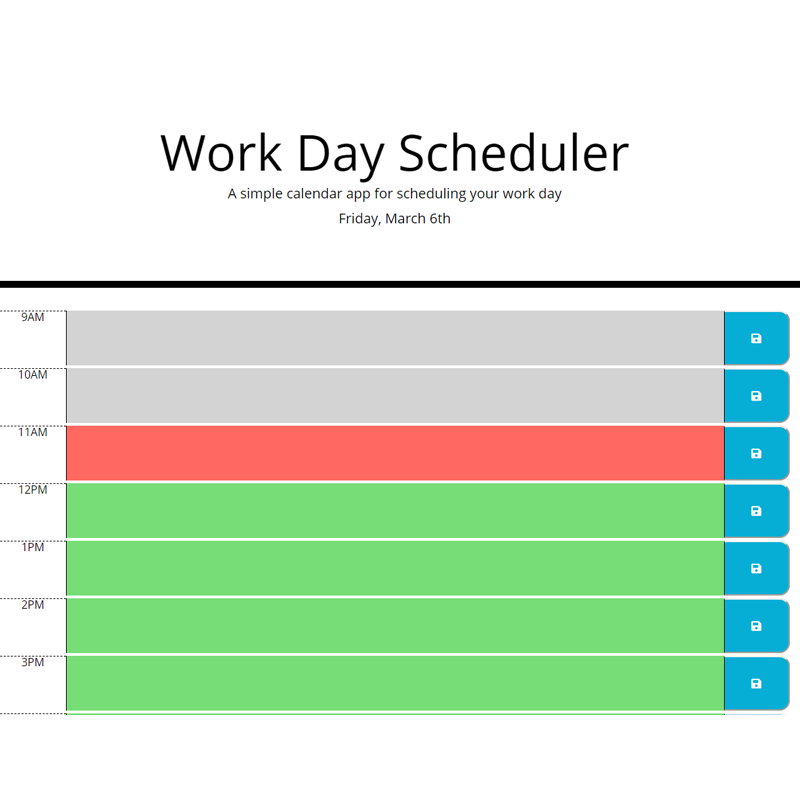 Work Day Scheduler
A simple calendar app for scheduling your work day
Friday, March 6th
9AM
10AM
11AM
12PM
1PM
2PM
3PM